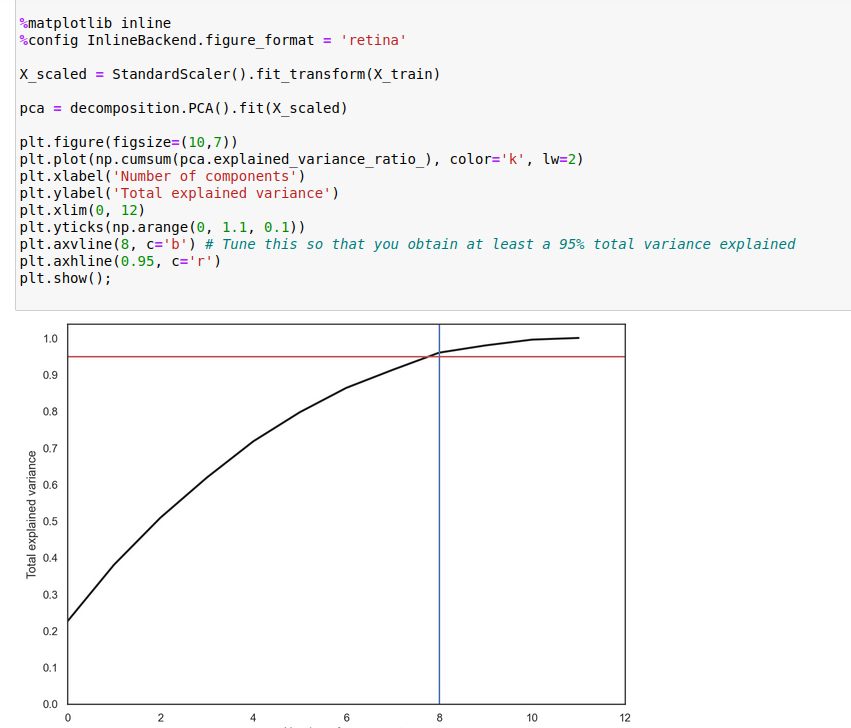 %matplotlib inline
%config InlineBackend.figure_format = 'retina'
X_scaled = StandardScaler().fit_transform(X_train)
pca = decomposition.PCA().fit(X_scaled)
plt.figure(figsize=(10,7))
plt.plot(np.cumsum(pca.explained_variance_ratio_), color='k', lw=2)
plt.xlabel('Number of components')
plt.ylabel('Total explained variance')
plt.xlim(0, 12)
plt.yticks(np.arange(0, 1.1, 0.1))
plt.axvline(8, c='b') # Tune this so that you obtain at least a 95% total variance explained
plt.axhline(0.95, c='r')
plt.show();
1.0
0.9
0.8
0.7
0.6
0.5
0.4
0.3
0.2
0.1
0.0
Total explained variance
0 2 4 6 8 10 12